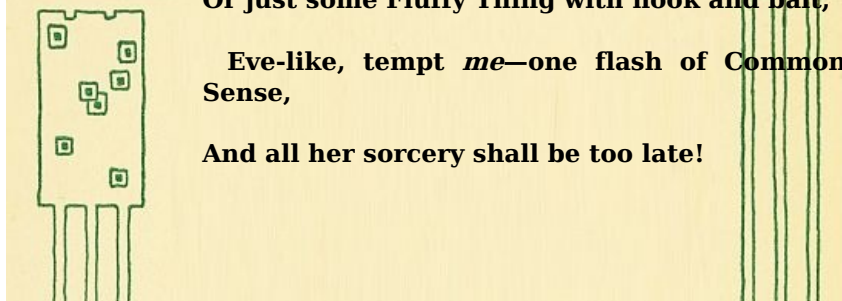 Or just some Fluffy Thing with hook and bait,
Eve-like, tempt me—one flash of Common
Sense,
And all her sorcery shall be too late!